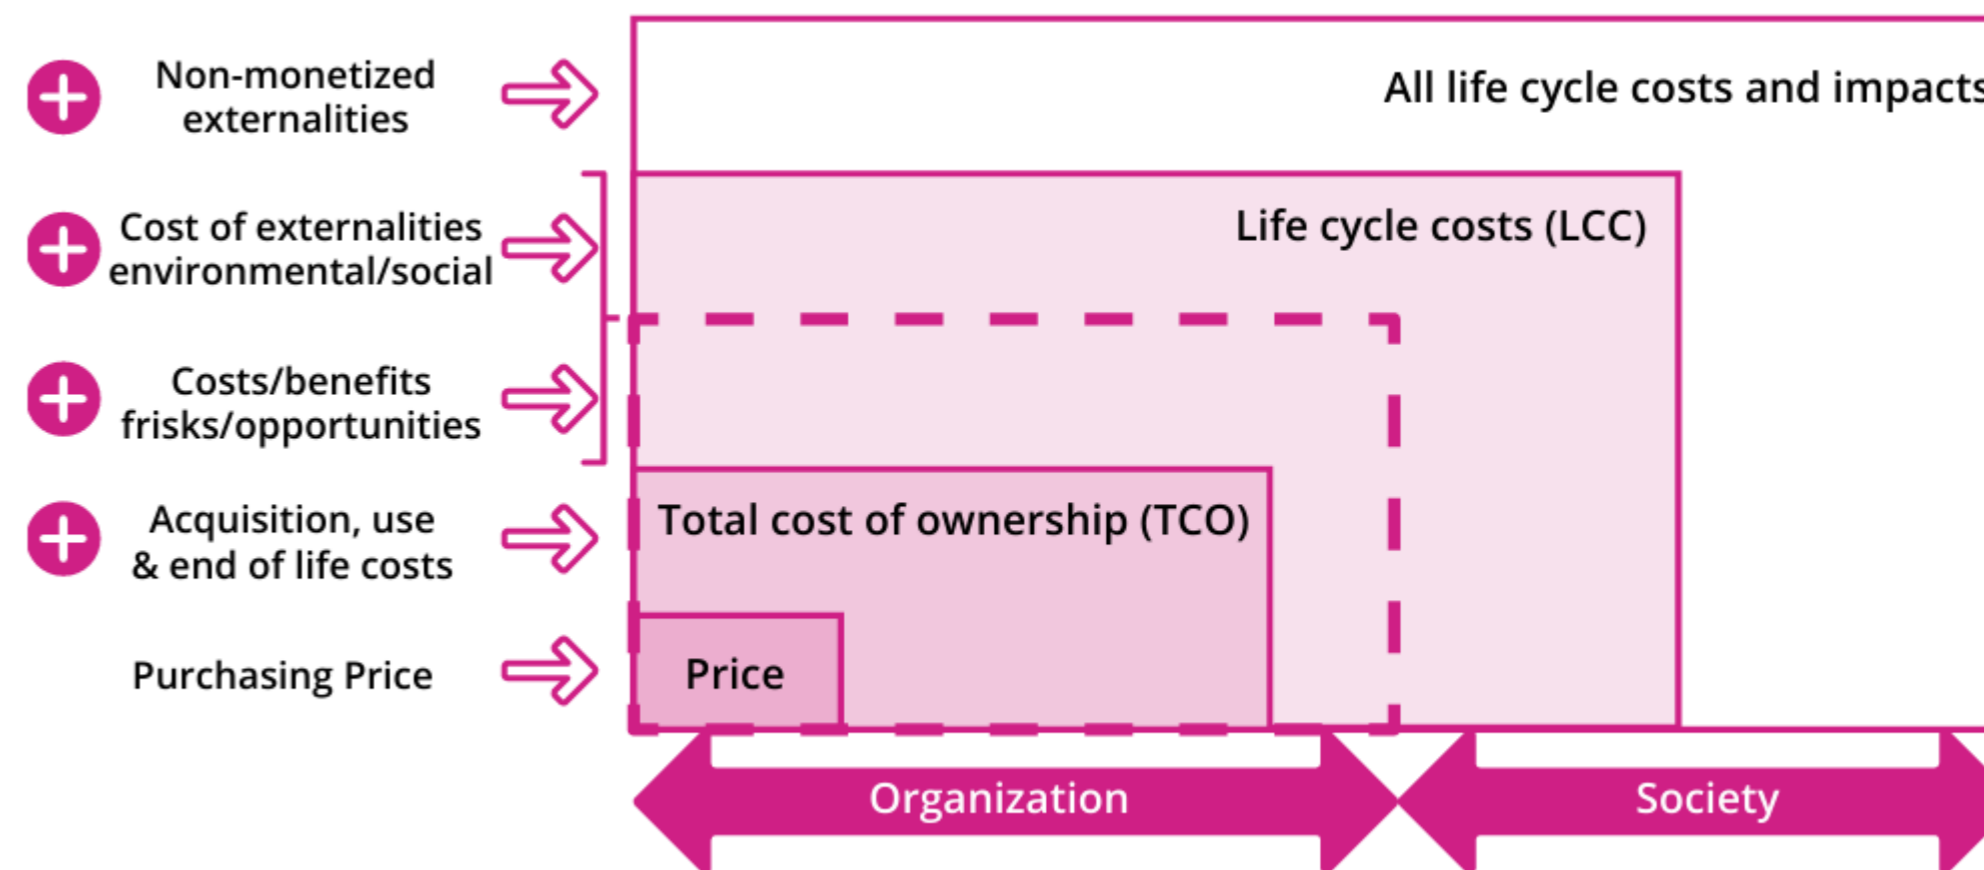 Non-monetized
externalities
All life cycle costs and impacts
Cost of externalities
environmental/social
Life cycle costs (LCC)
Costs/benefits
frisks/opportunities
Acquisition, use
& end of life costs
Total cost of ownership (TCO)
Purchasing Price
Price
Organization
Society